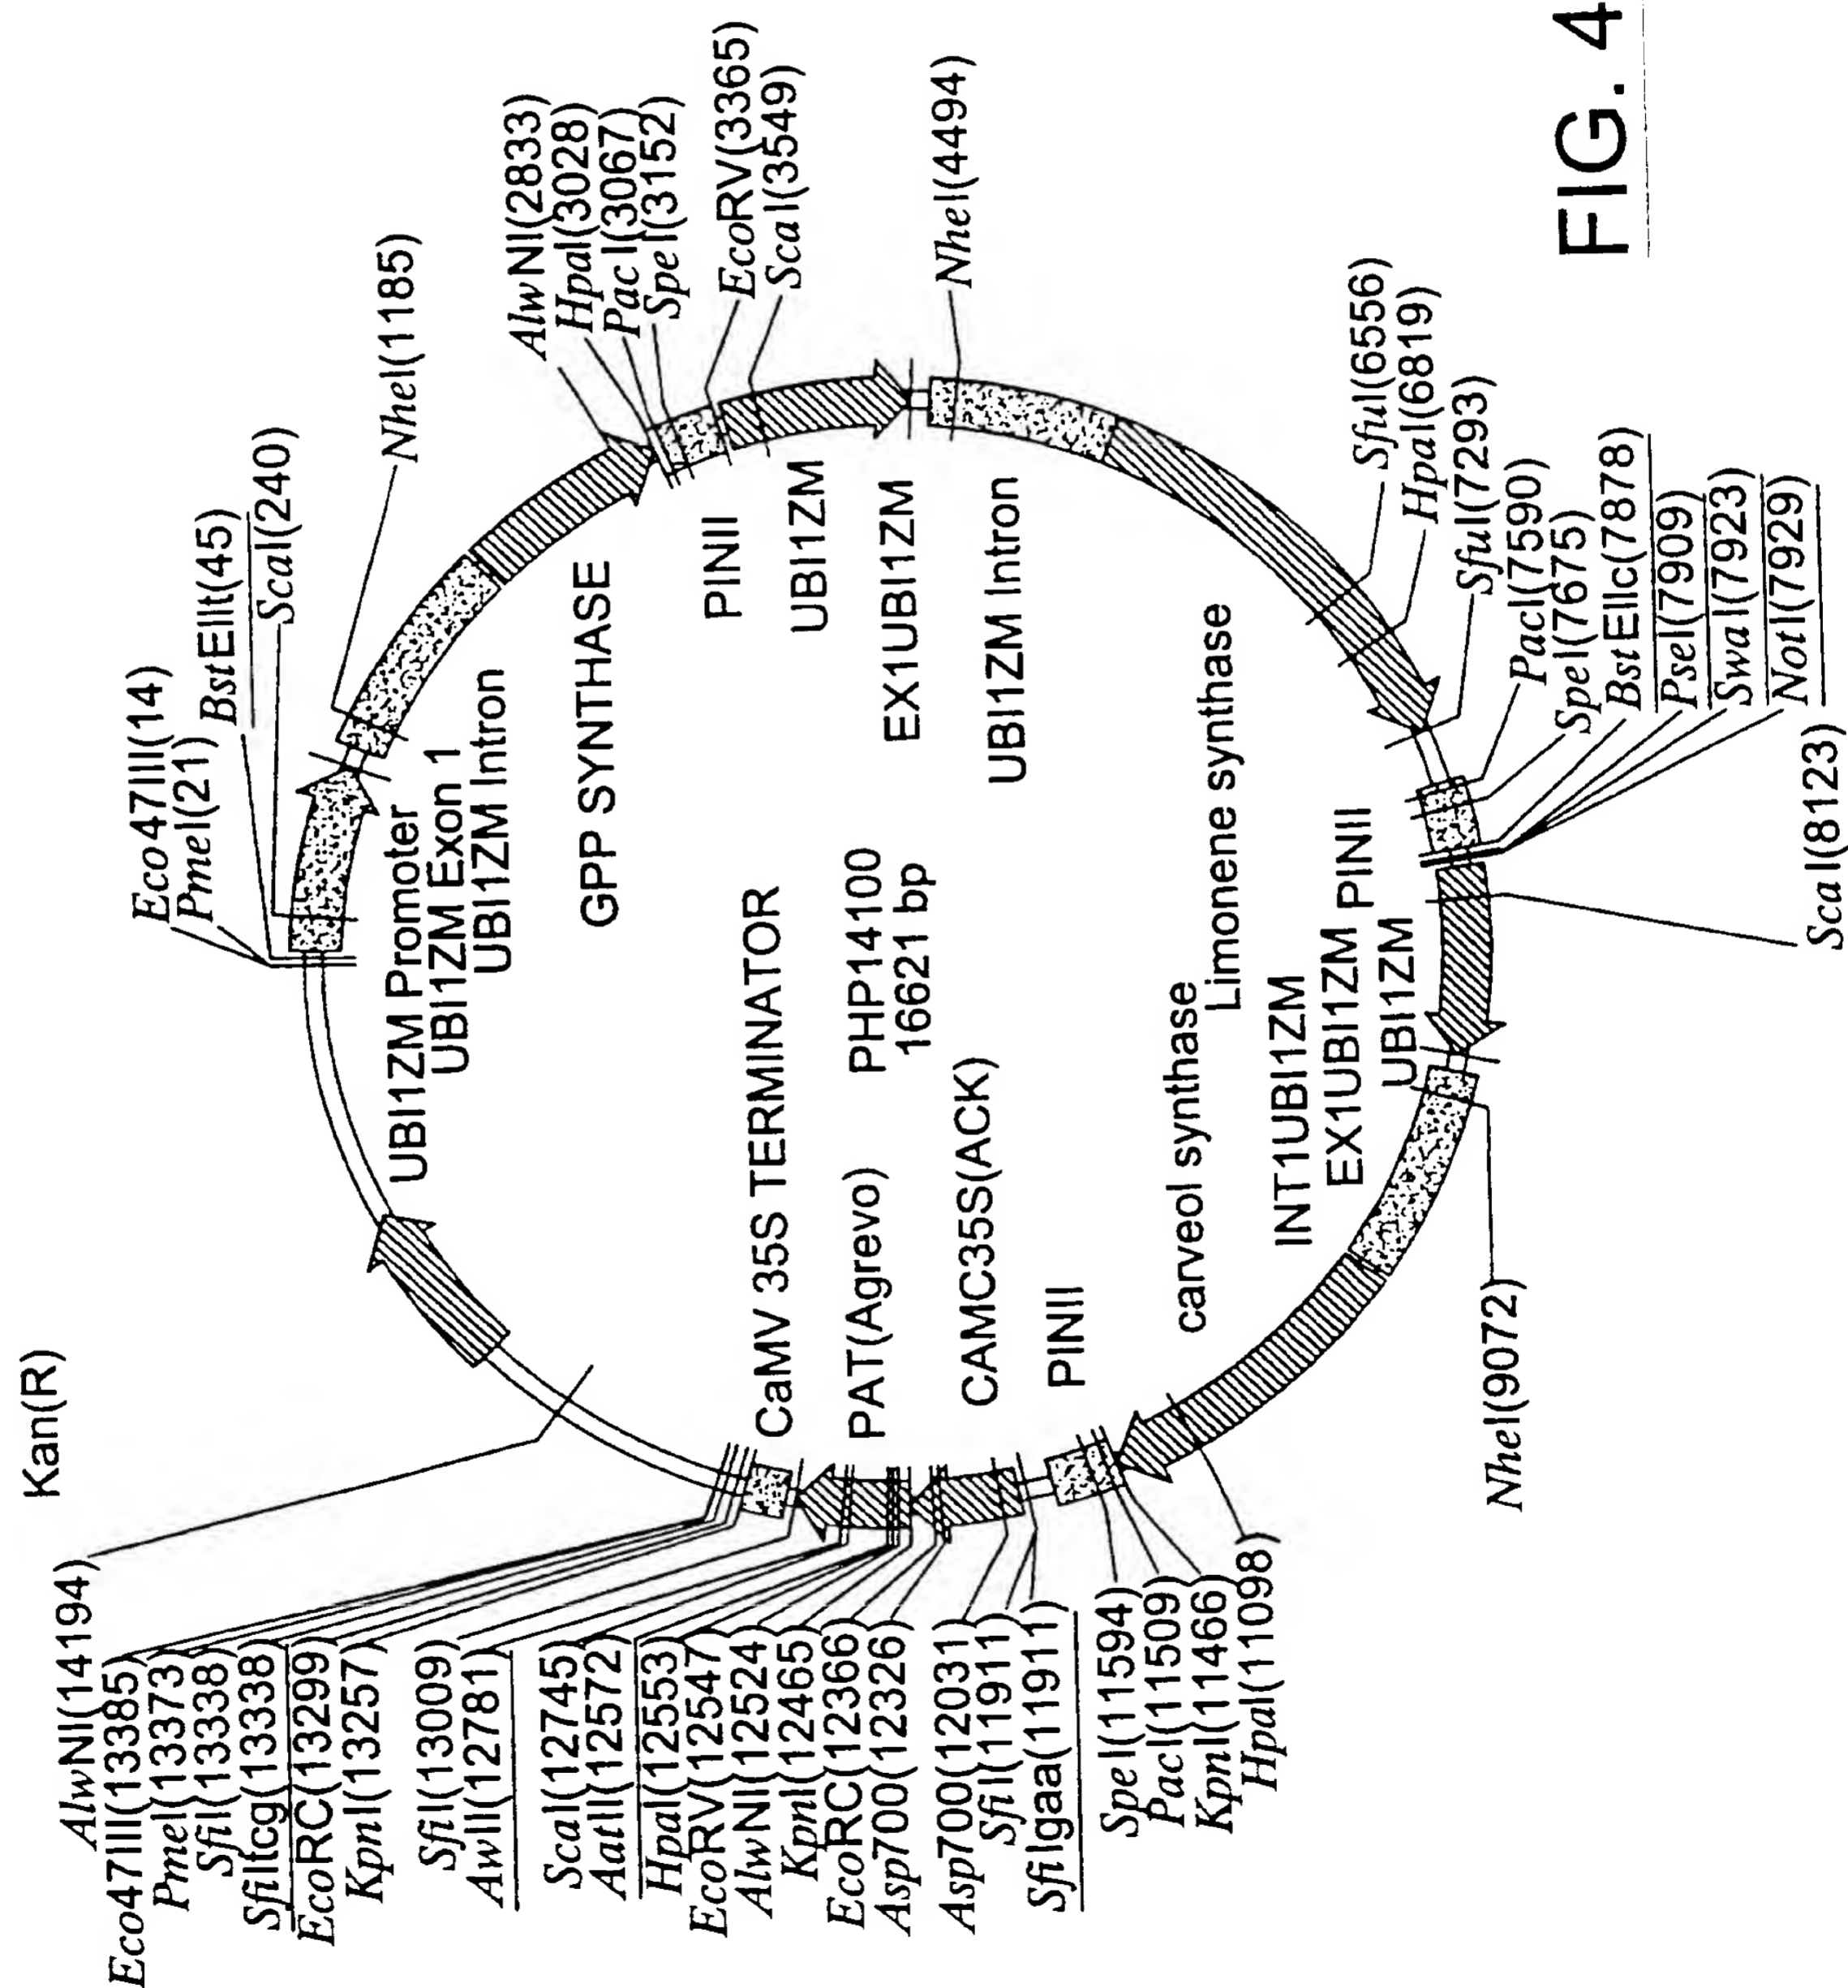 Kan(R)
Eco47III(14)
PmeI(21)
BstEIIt(45)
ScaI(240)
NheI(1185)
AlwNI(2833)
HpaI(3028)
PacI(3067)
SpeI(3152)
EcoRV(3365)
ScaI(3549)
NheI(4494)
SfuI(6556)
HpaI(6819)
SfuI(7293)
PacI(7590)
SpeI(7675)
BstEIIc(7878)
PseI(7909)
SwaI(7923)
NotI(7929)
ScaI(8123)
NheI(9072)
HpaI(11098)
KpnI(11466)
PacI(11509)
SpeI(11594)
SfiIgaa(11911)
SfiI(11911)
Asp700(12031)
Asp700(12326)
EcoRC(12366)
KpnI(12465)
AlwNI(12524)
EcoRV(12547)
HpaI(12553)
AatII(12572)
ScaI(12745)
AwII(12781)
SfiI(13009)
KpnI(13257)
EcoRC(13299)
SfiItcg(13338)
SfiI(13338)
PmeI(13373)
Eco47III(13385)
AlwNI(14194)
UBI1ZM Promoter
UBI1ZM Exon 1
UBI1ZM Intron
GPP SYNTHASE
PINII
UBI1ZM
EX1UBI1ZM
UBI1ZM Intron
Limonene synthase
PINII
UBI1ZM
EX1UBI1ZM
INT1UBI1ZM
carveol synthase
PINII
CAMC35S(ACK)
PAT(Agrevo)
CaMV 35S TERMINATOR
PHP14100
16621 bp
FIG. 4